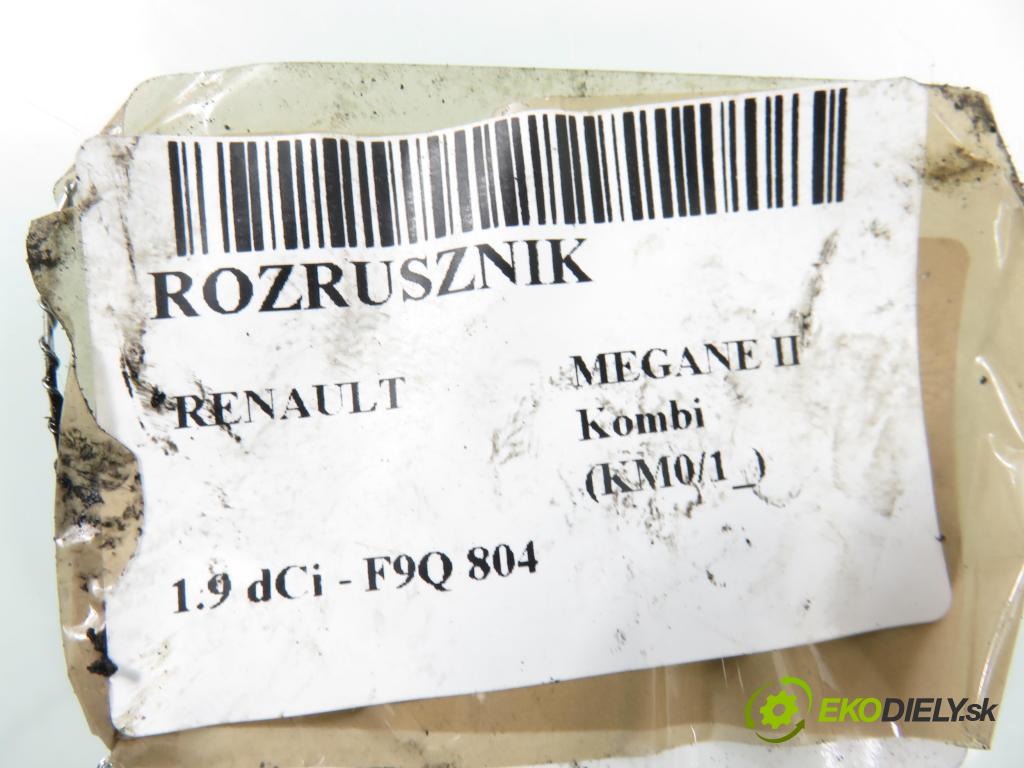 ROZRUSZNIK
RENAULT
MEGANE II
Kombi
(KM0/1_)
1.9 dCi - F9Q 804
EKODIELY.sk